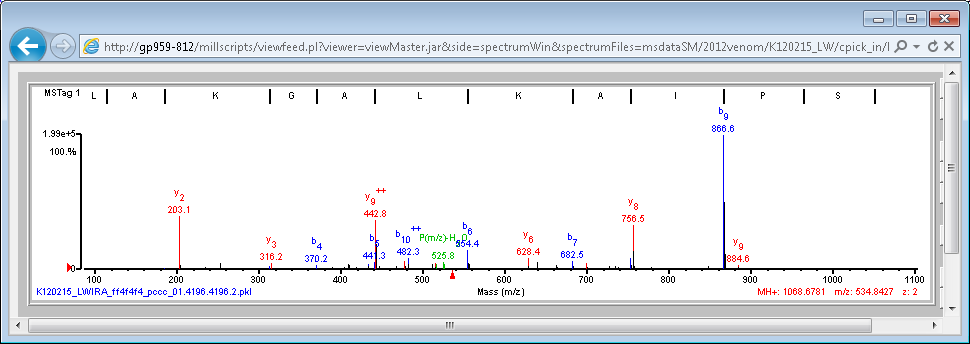 http://gp959-812/millscripts/viewfeed.pl?viewer=viewMaster.jar&side=spectrumWin&spectrumFiles=msdataSM/2012venom/K120215_LW/cpick_in/l
MSTag 1
L A K G A L K A I P S
1.99e+5
100.%
0
y2
203.1
y3
316.2
b4
370.2
y9 ++
442.8
b5
441.3
b10 ++
482.3
P(m/z)-H2O
525.8
b6
554.4
y6
628.4
b7
682.5
y8
756.5
b9
866.6
y9
884.6
100 200 300 400 500 600 700 800 900 1000 1100
K120215_LWIRA_ff4f4f4_pccc_01.4196.4196.2.pkl
Mass (m/z)
MH+: 1068.6781 m/z: 534.8427 z: 2